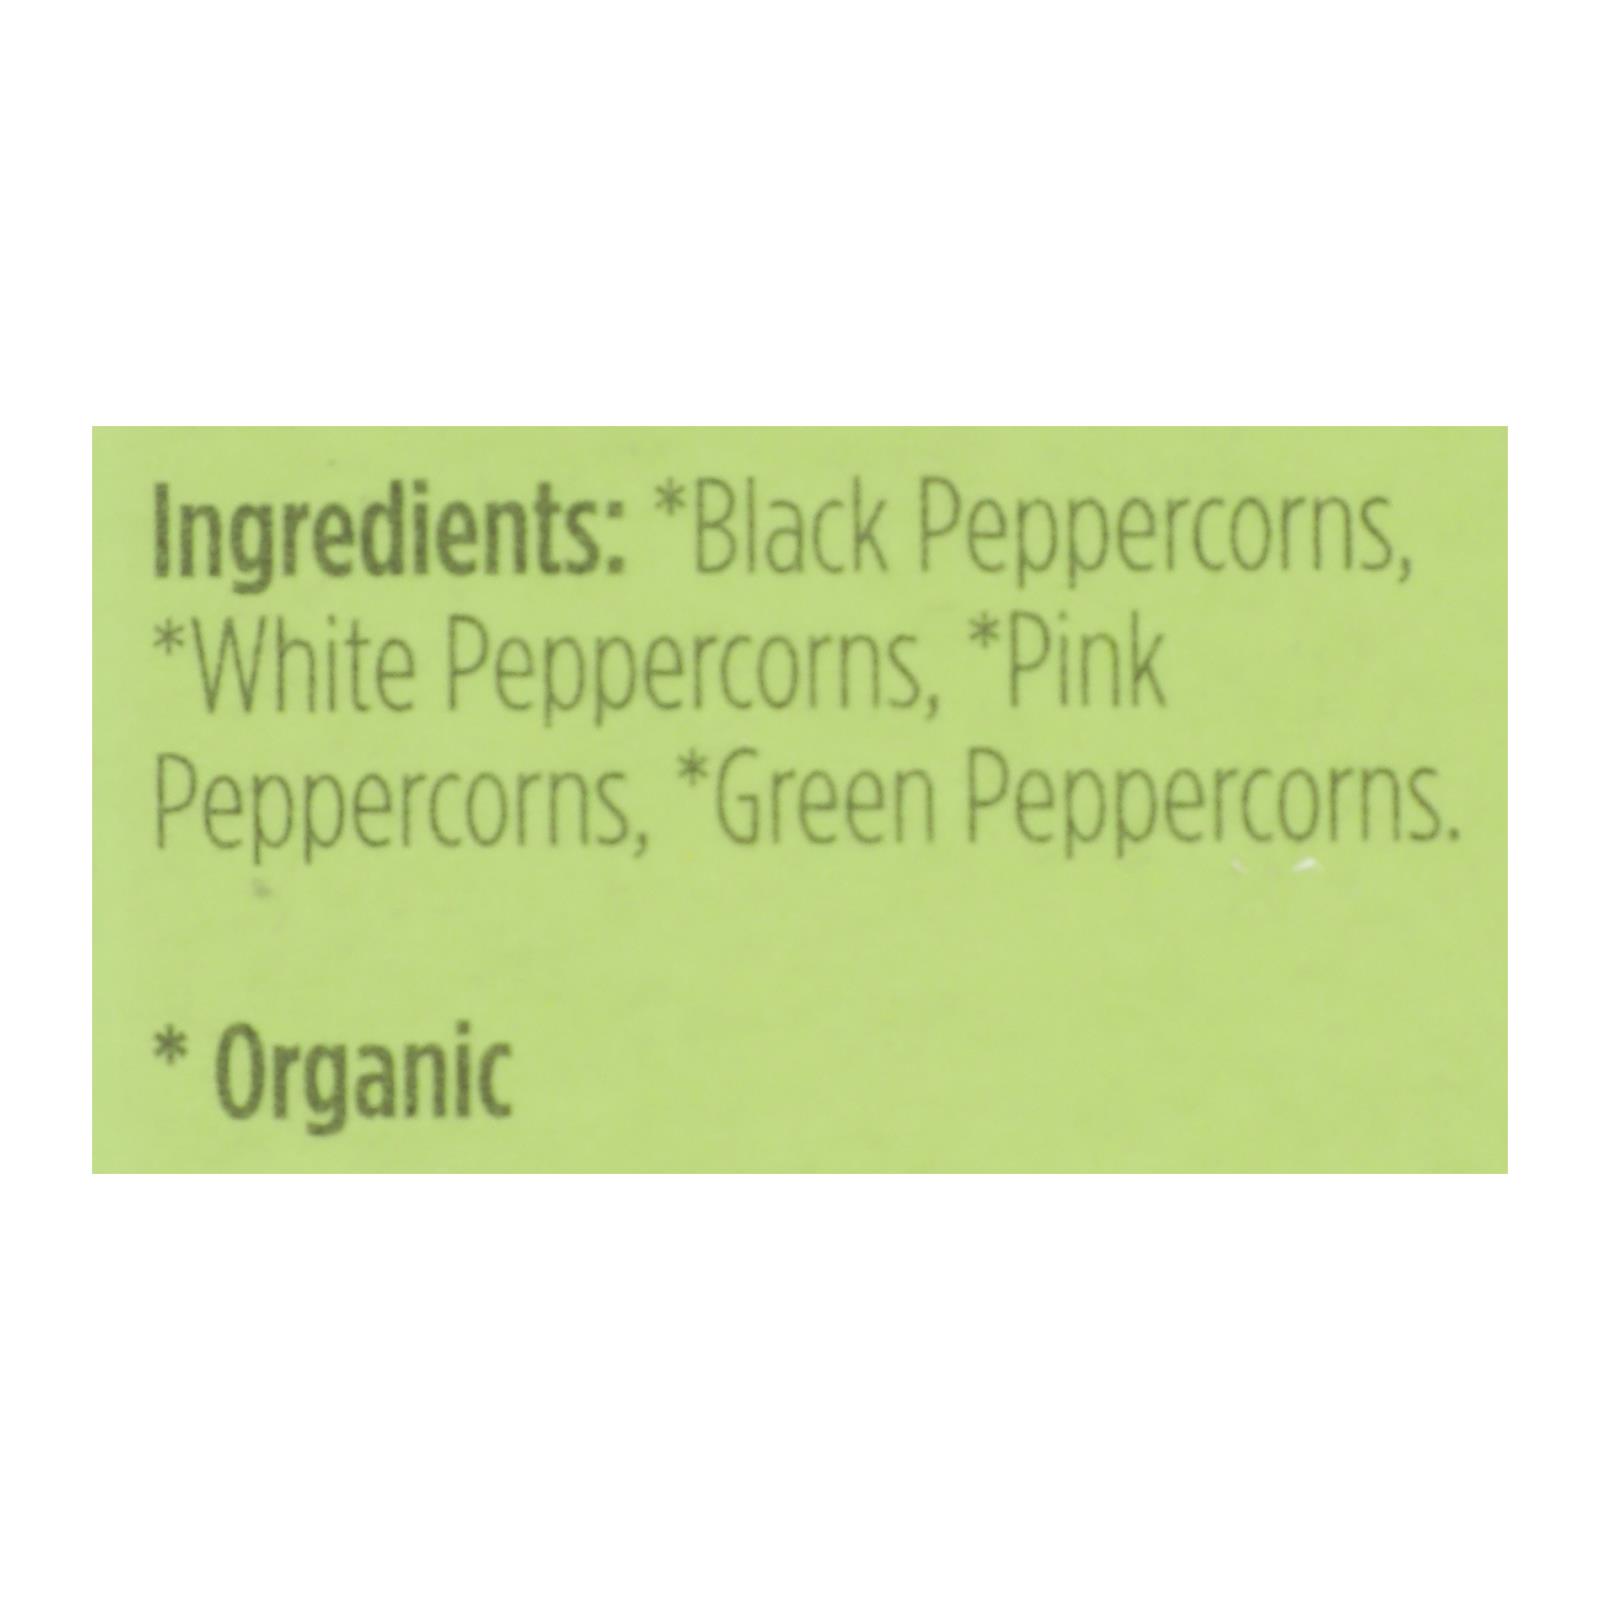 Ingredients: *Black Peppercorns,
*White Peppercorns, *Pink
Peppercorns, *Green Peppercorns.
* Organic